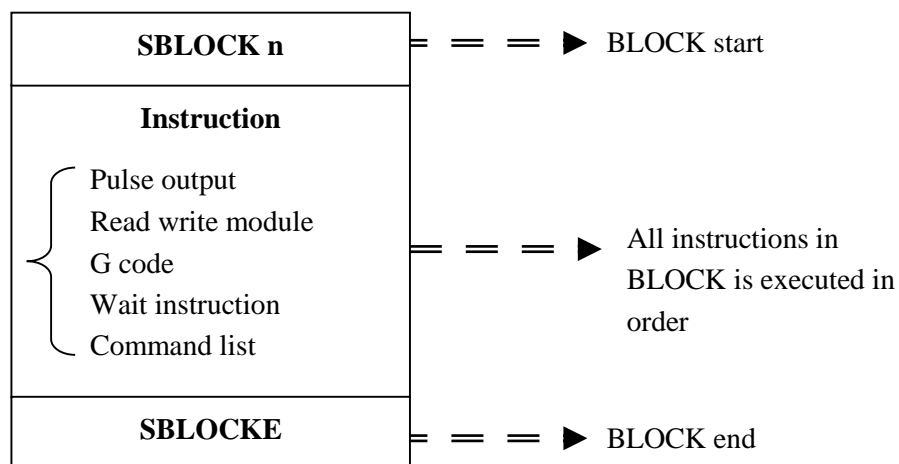 SBLOCK n
BLOCK start
Instruction
Pulse output
Read write module
G code
Wait instruction
Command list
All instructions in
BLOCK is executed in
order
SBLOCKE
BLOCK end